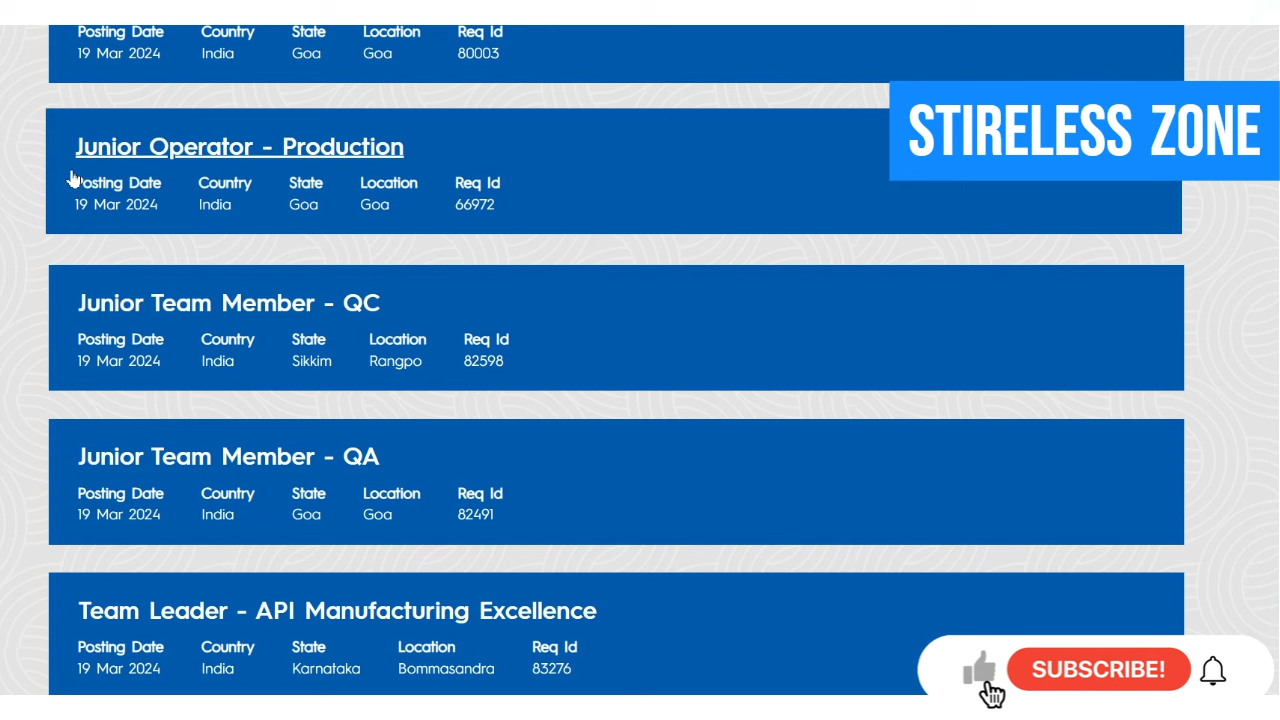 Posting Date Country State Location Req Id
19 Mar 2024 India Goa Goa 80003
STIRELESS ZONE
Junior Operator - Production
Posting Date Country State Location Req Id
19 Mar 2024 India Goa Goa 66972
Junior Team Member - QC
Posting Date Country State Location Req Id
19 Mar 2024 India Sikkim Rangpo 82598
Junior Team Member - QA
Posting Date Country State Location Req Id
19 Mar 2024 India Goa Goa 82491
Team Leader - API Manufacturing Excellence
Posting Date Country State Location Req Id
19 Mar 2024 India Karnataka Bommasandra 83276
SUBSCRIBE!